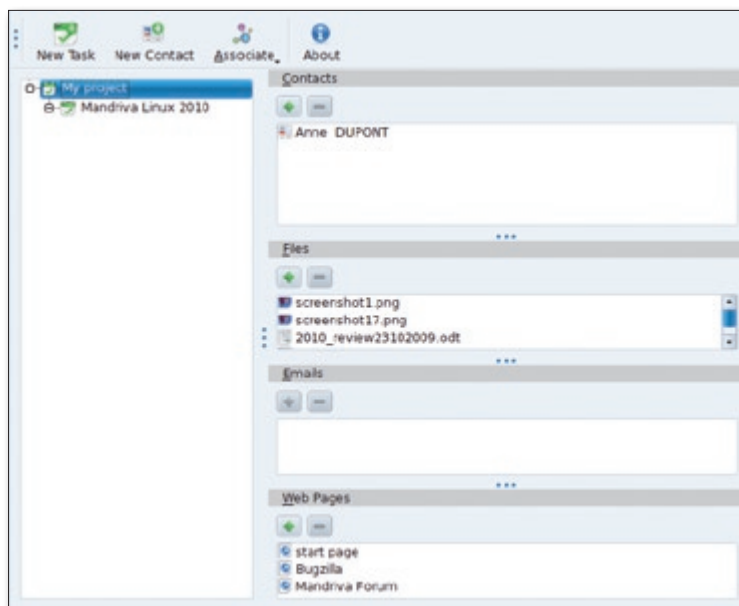 New Task New Contact Associate About
My project
Mandriva Linux 2010
Contacts
Anne DUPONT
Files
screenshot1.png
screenshot17.png
2010_review23102009.odt
Emails
Web Pages
start page
Bugzilla
Mandriva Forum